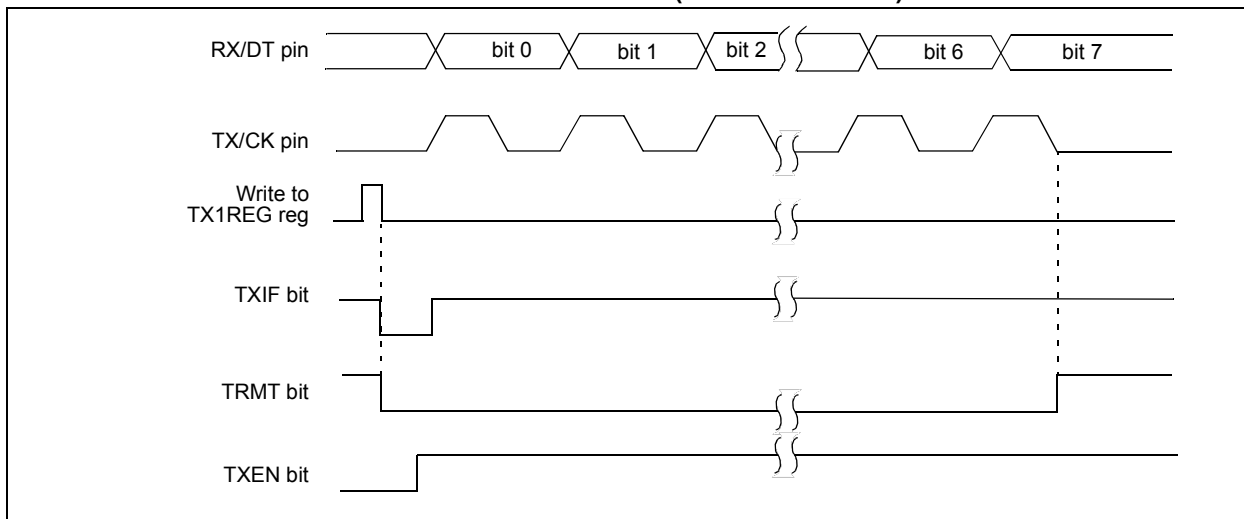 RX/DT pin
bit 0 bit 1 bit 2 bit 6 bit 7
TX/CK pin
Write to
TX1REG reg
TXIF bit
TRMT bit
TXEN bit